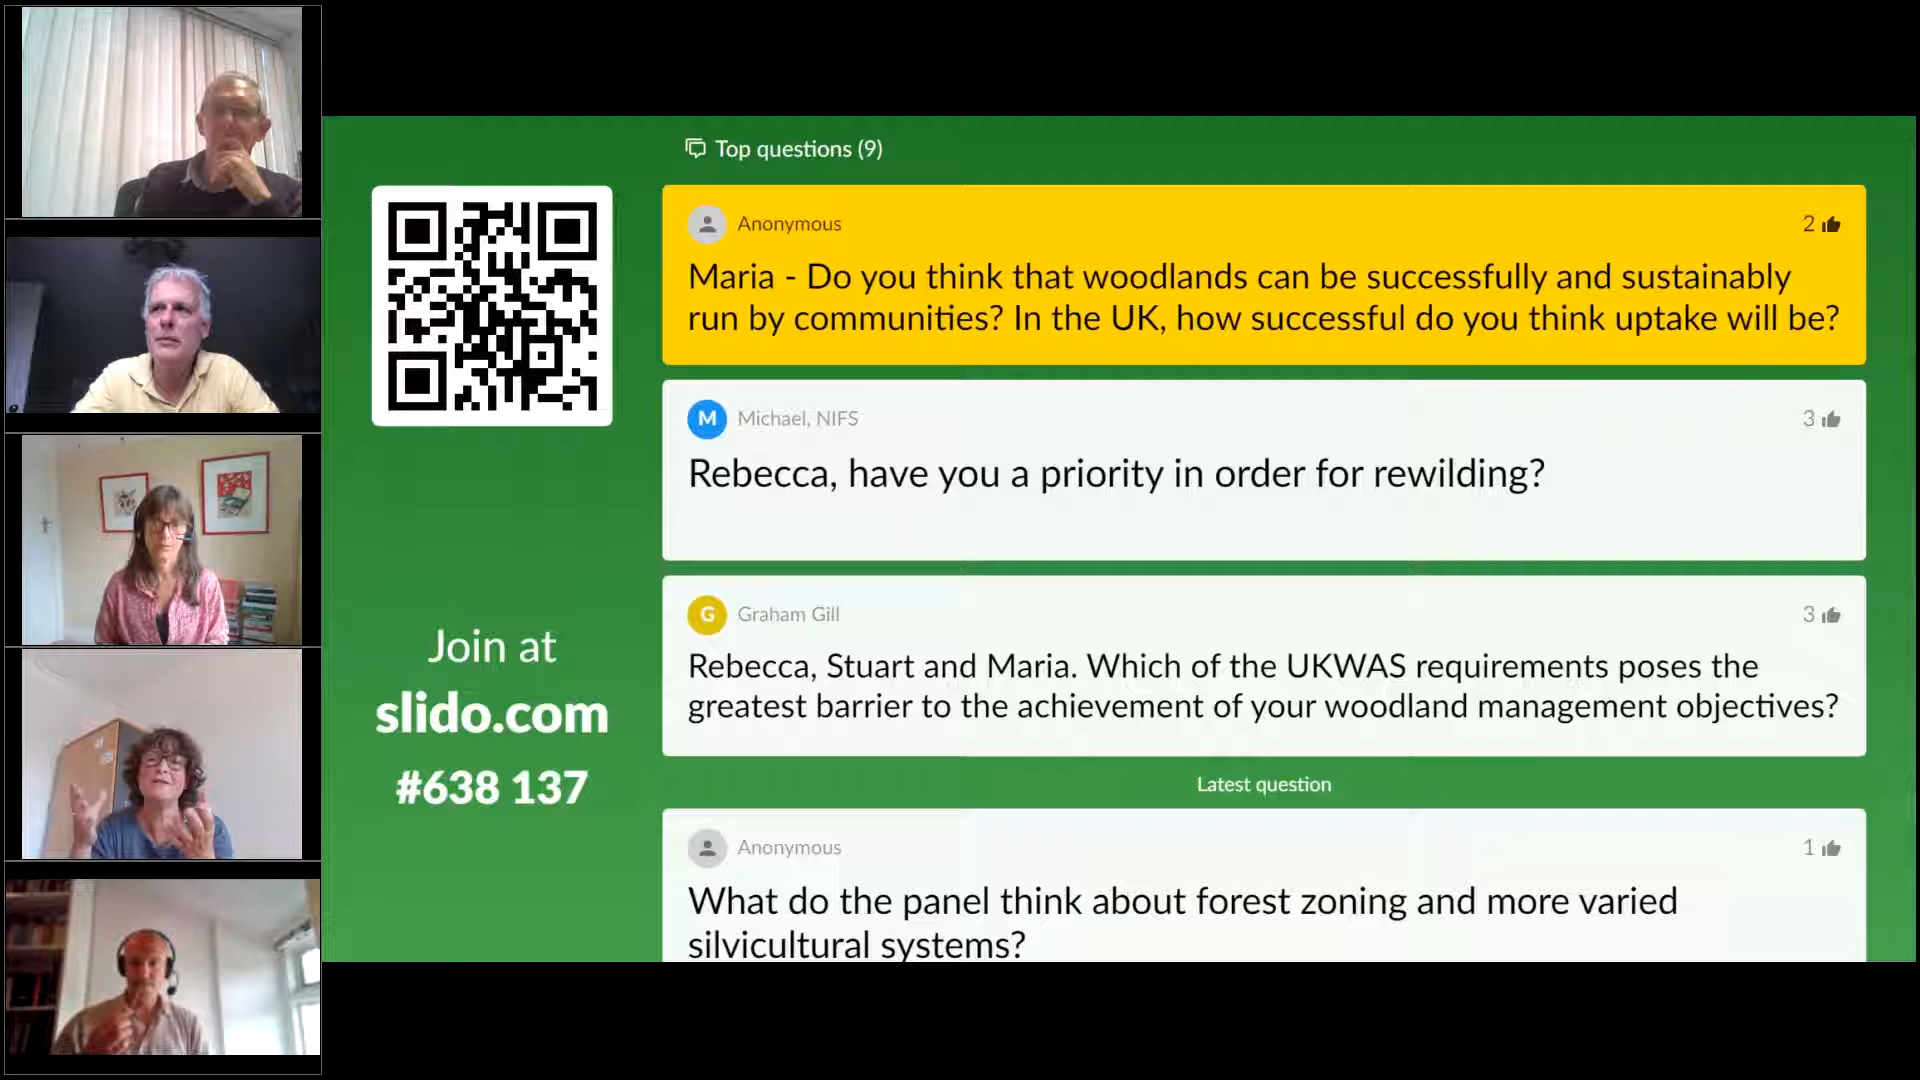 Top questions (9)
Anonymous
2
Maria - Do you think that woodlands can be successfully and sustainably
run by communities? In the UK, how successful do you think uptake will be?
M
Michael, NIFS
3
Rebecca, have you a priority in order for rewilding?
Join at
slido.com
#638 137
G
Graham Gill
3
Rebecca, Stuart and Maria. Which of the UKWAS requirements poses the
greatest barrier to the achievement of your woodland management objectives?
Latest question
Anonymous
1
What do the panel think about forest zoning and more varied
silvicultural systems?